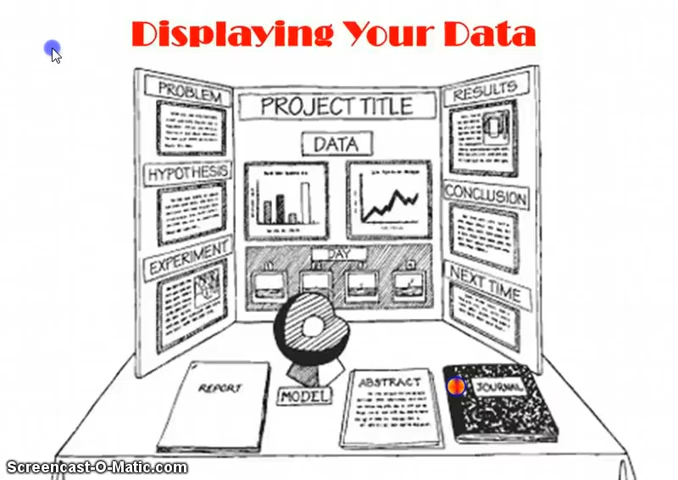 Displaying Your Data
PROBLEM
HYPOTHESIS
EXPERIMENT
PROJECT TITLE
DATA
DAY
RESULTS
CONCLUSION
NEXT TIME
MODEL
REPORT
ABSTRACT
JOURNAL
Screencast-O-Matic.com